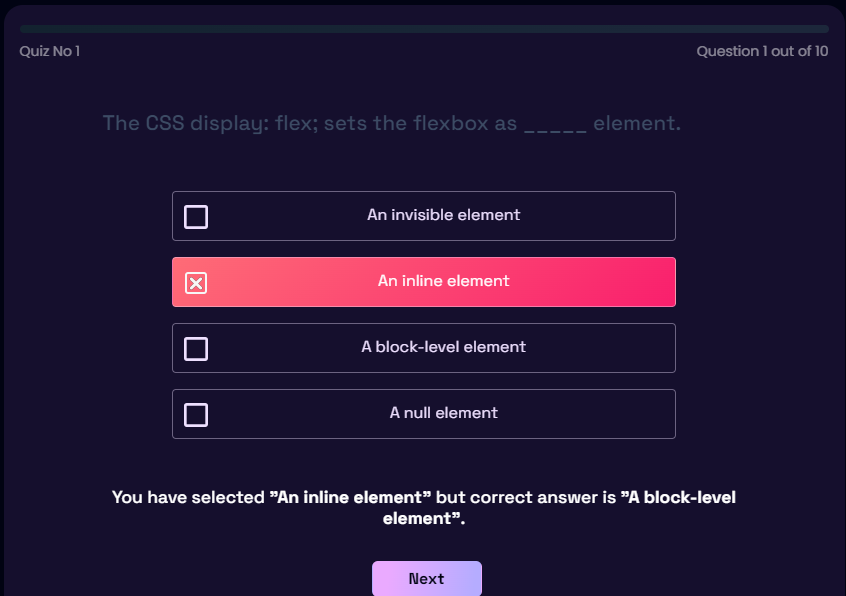 Quiz No 1
Question 1 out of 10
The CSS display: flex; sets the flexbox as _____ element.
An invisible element
An inline element
A block-level element
A null element
You have selected ”An inline element” but correct answer is ”A block-level
element”.
Next